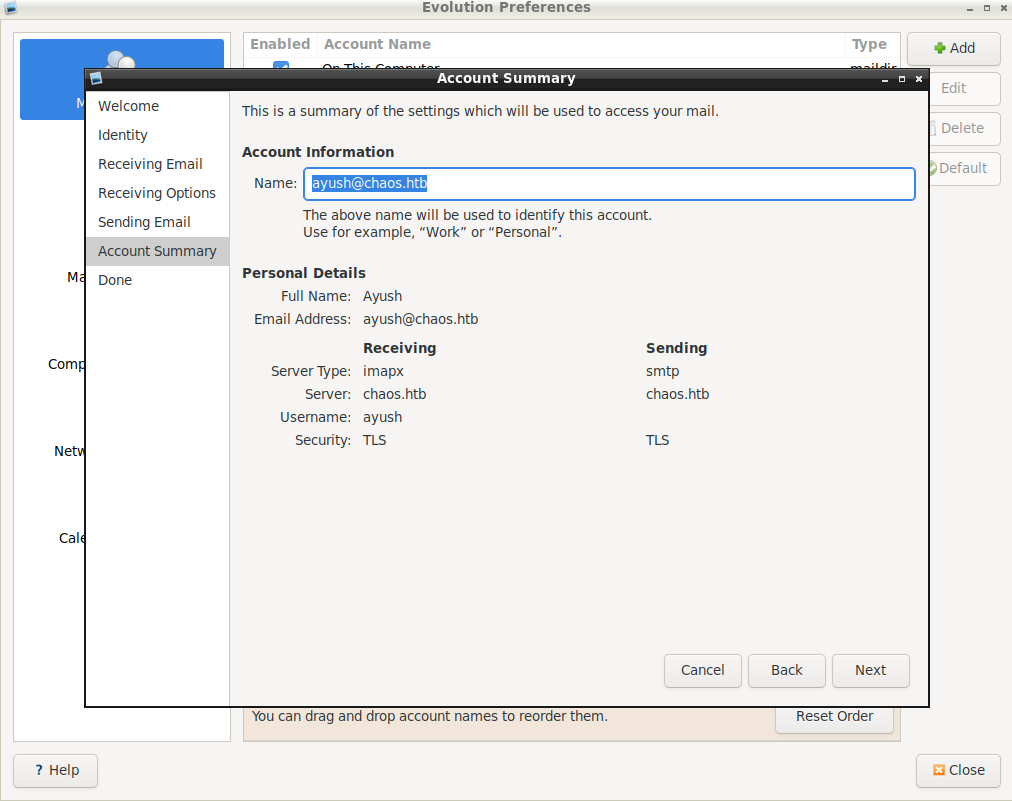 Evolution Preferences
Enabled Account Name Type
On This Computer maildir
Add
Edit
Delete
Default
Account Summary
Welcome
Identity
Receiving Email
Receiving Options
Sending Email
Account Summary
Done
This is a summary of the settings which will be used to access your mail.
Account Information
Name: ayush@chaos.htb
The above name will be used to identify this account.
Use for example, “Work” or “Personal”.
Personal Details
Full Name: Ayush
Email Address: ayush@chaos.htb
Receiving Sending
Server Type: imapx smtp
Server: chaos.htb chaos.htb
Username: ayush
Security: TLS TLS
Cancel Back Next
M
Ma
Comp
Netw
Cale
You can drag and drop account names to reorder them.
Reset Order
? Help
Close